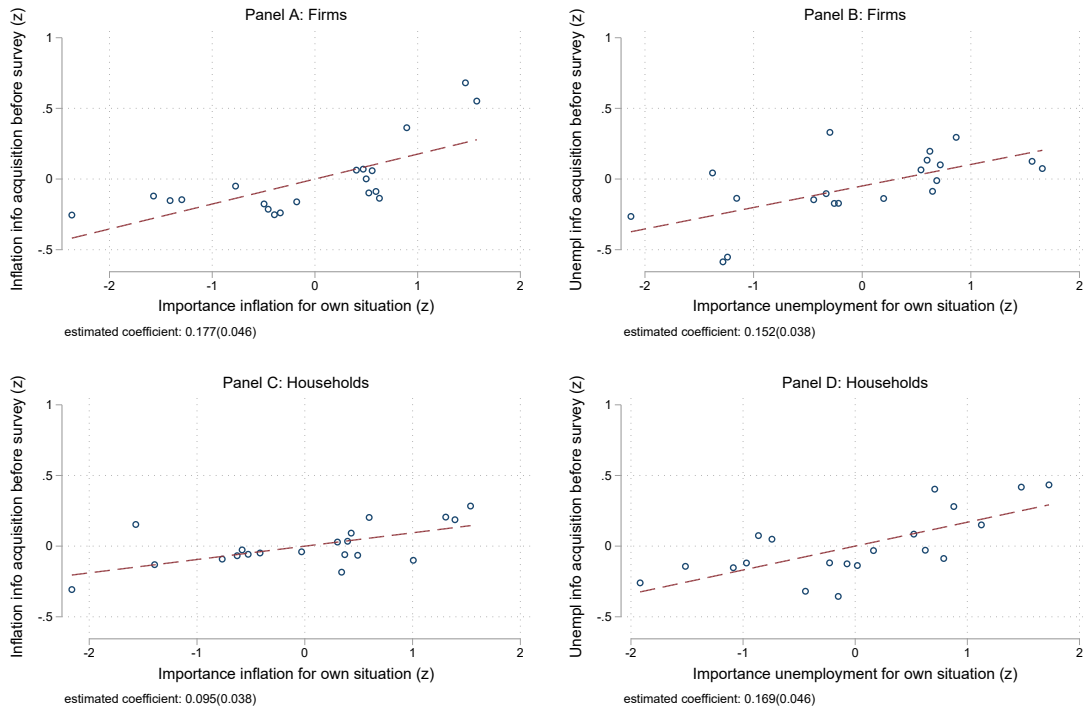 Panel A: Firms
Inflation info acquisition before survey (z)
1
.5
0
-.5
-2
-1
0
1
2
Importance inflation for own situation (z)
estimated coefficient: 0.177(0.046)
Panel B: Firms
Unempl info acquisition before survey (z)
1
.5
0
-.5
-2
-1
0
1
2
Importance unemployment for own situation (z)
estimated coefficient: 0.152(0.038)
Panel C: Households
Inflation info acquisition before survey (z)
1
.5
0
-.5
-2
-1
0
1
2
Importance inflation for own situation (z)
estimated coefficient: 0.095(0.038)
Panel D: Households
Unempl info acquisition before survey (z)
1
.5
0
-.5
-2
-1
0
1
2
Importance unemployment for own situation (z)
estimated coefficient: 0.169(0.046)